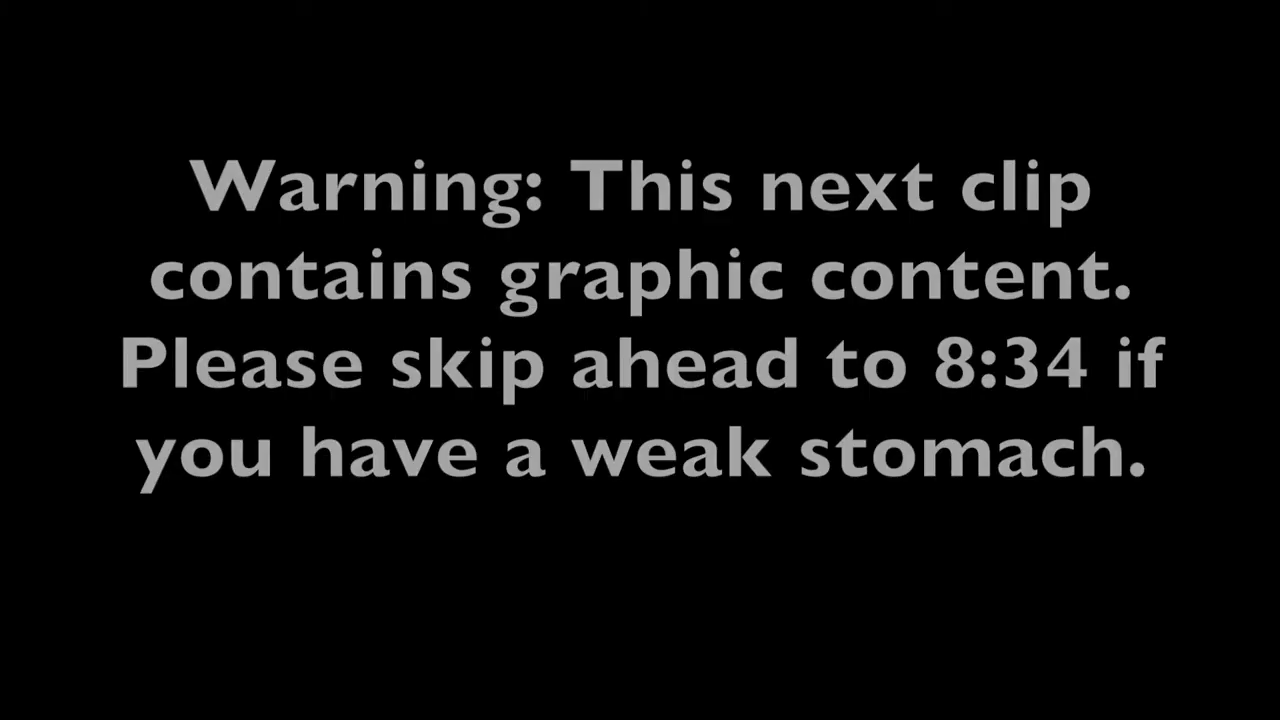 Warning: This next clip
contains graphic content.
Please skip ahead to 8:34 if
you have a weak stomach.